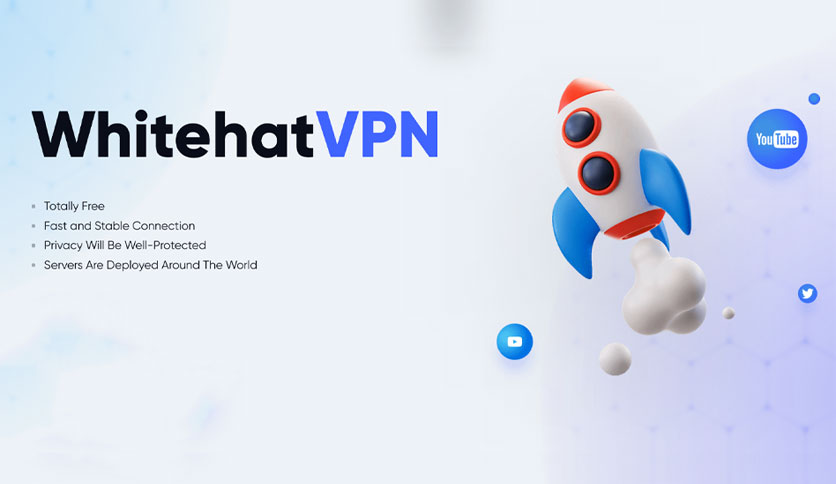 WhitehatVPN
Totally Free
Fast and Stable Connection
Privacy Will Be Well-Protected
Servers Are Deployed Around The World
YouTube